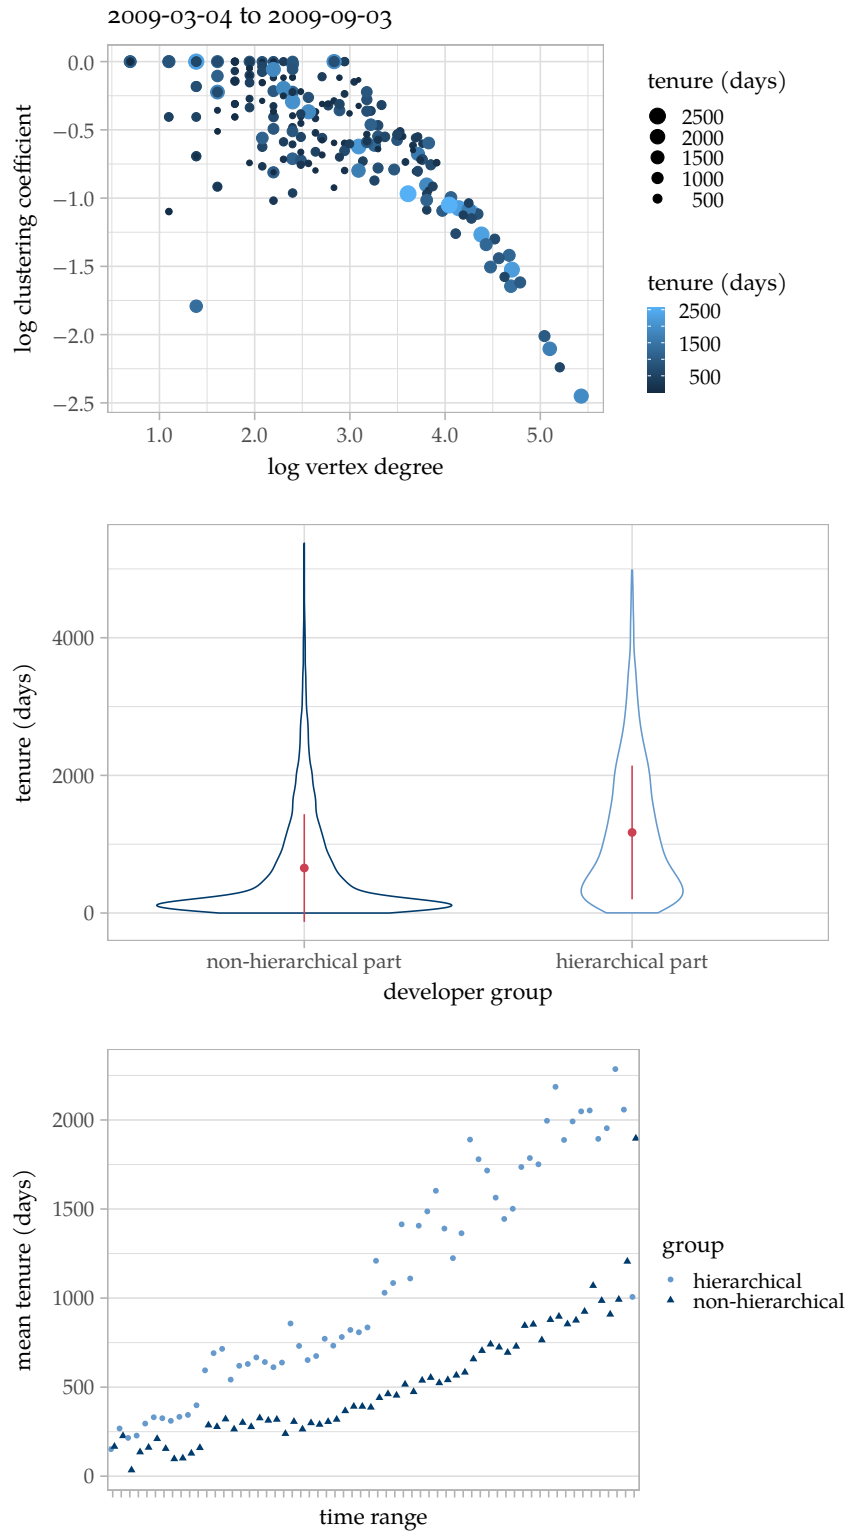 2009-03-04 to 2009-09-03
log clustering coefficient
0.0
−0.5
−1.0
−1.5
−2.0
−2.5
1.0 2.0 3.0 4.0 5.0
log vertex degree
tenure (days)
2500
2000
1500
1000
500
tenure (days)
2500
1500
500
tenure (days)
4000
2000
0
non-hierarchical part hierarchical part
developer group
mean tenure (days)
2000
1500
1000
500
0
time range
group
hierarchical
non-hierarchical